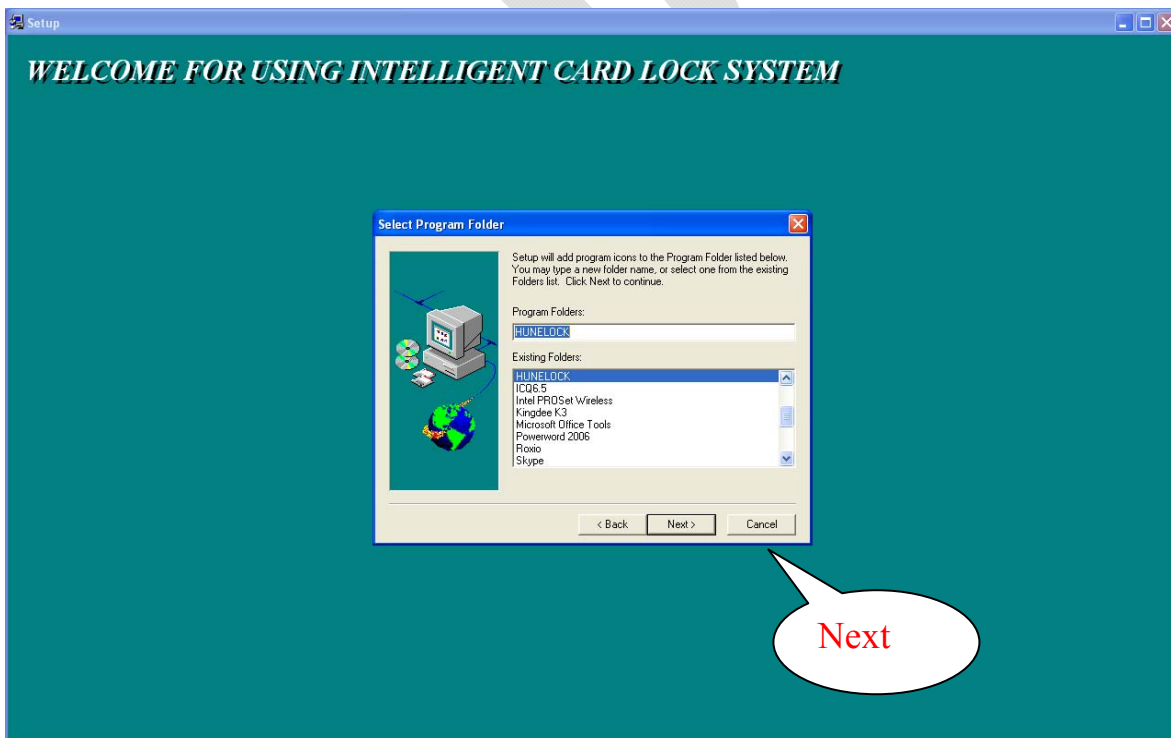 Setup
WELCOME FOR USING INTELLIGENT CARD LOCK SYSTEM
Select Program Folder
Setup will add program icons to the Program Folder listed below.
You may type a new folder name, or select one from the existing
Folders list. Click Next to continue.
Program Folders:
HUNELOCK
Existing Folders:
HUNELOCK
ICQ6.5
Intel PROSet Wireless
Kingdee K3
Microsoft Office Tools
Powerword 2006
Roxio
Skype
< Back
Next >
Cancel
Next